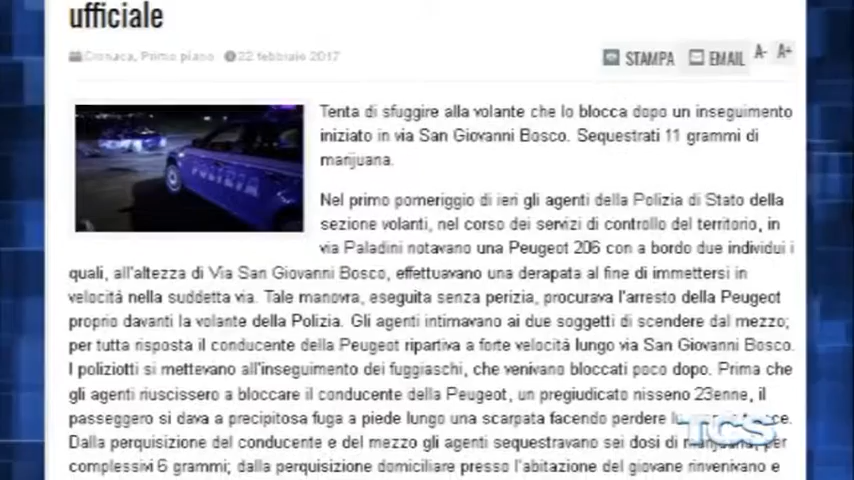 ufficiale
Cronaca, Primo piano 22 febbraio 2017
STAMPA EMAIL A- A+
POLIZIA
Tenta di sfuggire alla volante che lo blocca dopo un inseguimento
iniziato in via San Giovanni Bosco. Sequestrati 11 grammi di
marijuana.
Nel primo pomeriggio di ieri gli agenti della Polizia di Stato della
sezione volanti, nel corso dei servizi di controllo del territorio, in
via Paladini notavano una Peugeot 206 con a bordo due individui i
quali, all'altezza di Via San Giovanni Bosco, effettuavano una derapata al fine di immettersi in
velocità nella suddetta via. Tale manovra, eseguita senza perizia, procurava l'arresto della Peugeot
proprio davanti la volante della Polizia. Gli agenti intimavano ai due soggetti di scendere dal mezzo;
per tutta risposta il conducente della Peugeot ripartiva a forte velocità lungo via San Giovanni Bosco.
I poliziotti si mettevano all'inseguimento dei fuggiaschi, che venivano bloccati poco dopo. Prima che
gli agenti riuscissero a bloccare il conducente della Peugeot, un pregiudicato nisseno 23enne, il
passeggero si dava a precipitosa fuga a piede lungo una scarpata facendo perdere
TCS
Dalla perquisizione del conducente e del mezzo gli agenti sequestravano sei dosi di marijuana, per
complessivi 6 grammi; dalla perquisizione domiciliare presso l'abitazione del giovane rinvenivano e